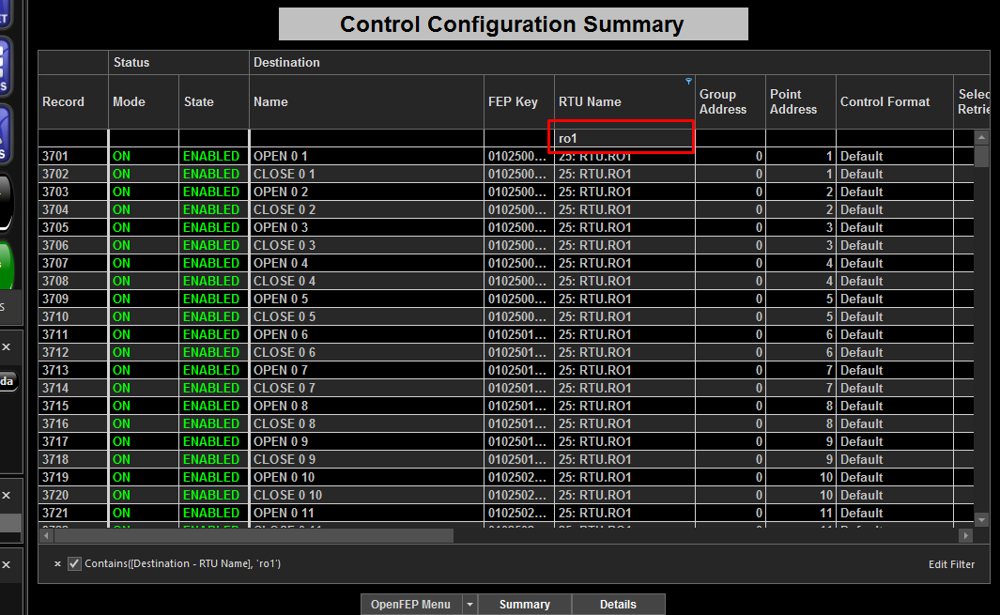 Control Configuration Summary
Status Destination
Record Mode State Name FEP Key RTU Name Group Address Point Address Control Format Selec Retrie
ro1
3701 ON ENABLED OPEN 0 1 0102500... 25: RTU.RO1 0 1 Default
3702 ON ENABLED CLOSE 0 1 0102500... 25: RTU.RO1 0 1 Default
3703 ON ENABLED OPEN 0 2 0102500... 25: RTU.RO1 0 2 Default
3704 ON ENABLED CLOSE 0 2 0102500... 25: RTU.RO1 0 2 Default
3705 ON ENABLED OPEN 0 3 0102500... 25: RTU.RO1 0 3 Default
3706 ON ENABLED CLOSE 0 3 0102500... 25: RTU.RO1 0 3 Default
3707 ON ENABLED OPEN 0 4 0102500... 25: RTU.RO1 0 4 Default
3708 ON ENABLED CLOSE 0 4 0102500... 25: RTU.RO1 0 4 Default
3709 ON ENABLED OPEN 0 5 0102500... 25: RTU.RO1 0 5 Default
3710 ON ENABLED CLOSE 0 5 0102500... 25: RTU.RO1 0 5 Default
3711 ON ENABLED OPEN 0 6 0102501... 25: RTU.RO1 0 6 Default
3712 ON ENABLED CLOSE 0 6 0102501... 25: RTU.RO1 0 6 Default
3713 ON ENABLED OPEN 0 7 0102501... 25: RTU.RO1 0 7 Default
3714 ON ENABLED CLOSE 0 7 0102501... 25: RTU.RO1 0 7 Default
3715 ON ENABLED OPEN 0 8 0102501... 25: RTU.RO1 0 8 Default
3716 ON ENABLED CLOSE 0 8 0102501... 25: RTU.RO1 0 8 Default
3717 ON ENABLED OPEN 0 9 0102501... 25: RTU.RO1 0 9 Default
3718 ON ENABLED CLOSE 0 9 0102501... 25: RTU.RO1 0 9 Default
3719 ON ENABLED OPEN 0 10 0102502... 25: RTU.RO1 0 10 Default
3720 ON ENABLED CLOSE 0 10 0102502... 25: RTU.RO1 0 10 Default
3721 ON ENABLED OPEN 0 11 0102502... 25: RTU.RO1 0 11 Default
Contains([Destination - RTU Name], `ro1')
Edit Filter
OpenFEP Menu Summary Details
da